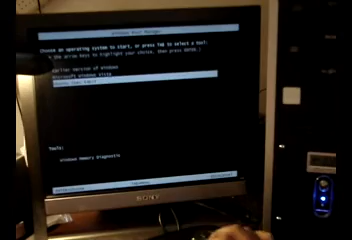 Windows Boot Manager
Choose an operating system to start, or press TAB to select a tool:
(Use the arrow keys to highlight your choice, then press ENTER.)
Earlier version of Windows
Microsoft Windows Vista
Tools:
Windows Memory Diagnostic
SONY